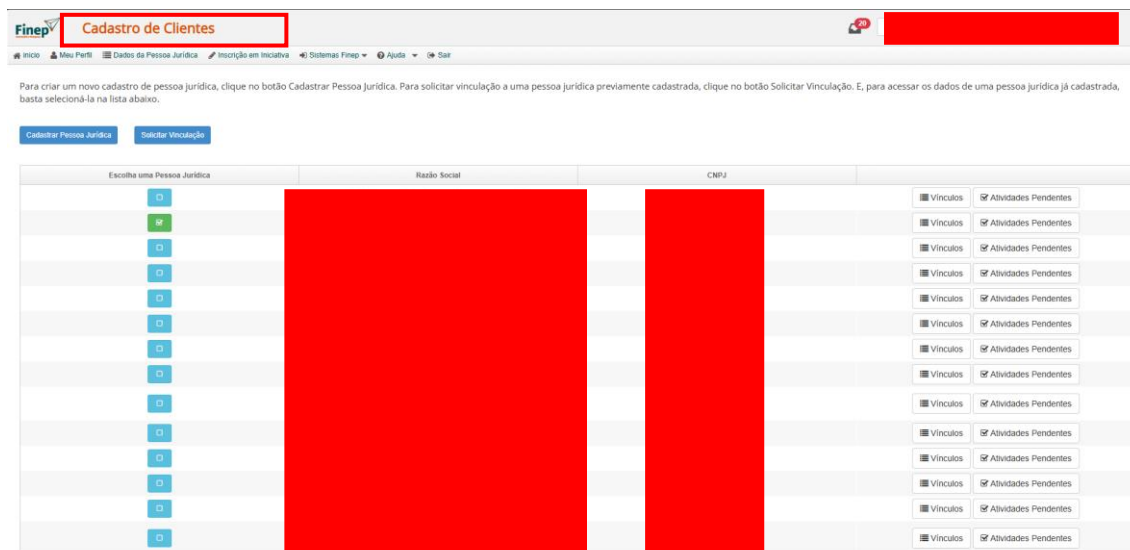 Finep Cadastro de Clientes 20
Início Meu Perfil Dados da Pessoa Jurídica Inscrição em Iniciativa Sistemas Finep Ajuda Sair
Para criar um novo cadastro de pessoa jurídica, clique no botão Cadastrar Pessoa Jurídica. Para solicitar vinculação a uma pessoa jurídica previamente cadastrada, clique no botão Solicitar Vinculação. E, para acessar os dados de uma pessoa jurídica já cadastrada,
basta selecioná-la na lista abaixo.
Cadastrar Pessoa Jurídica Solicitar Vinculação
Escolha uma Pessoa Jurídica Razão Social CNPJ
Vínculos Atividades Pendentes
Vínculos Atividades Pendentes
Vínculos Atividades Pendentes
Vínculos Atividades Pendentes
Vínculos Atividades Pendentes
Vínculos Atividades Pendentes
Vínculos Atividades Pendentes
Vínculos Atividades Pendentes
Vínculos Atividades Pendentes
Vínculos Atividades Pendentes
Vínculos Atividades Pendentes
Vínculos Atividades Pendentes
Vínculos Atividades Pendentes
Vínculos Atividades Pendentes